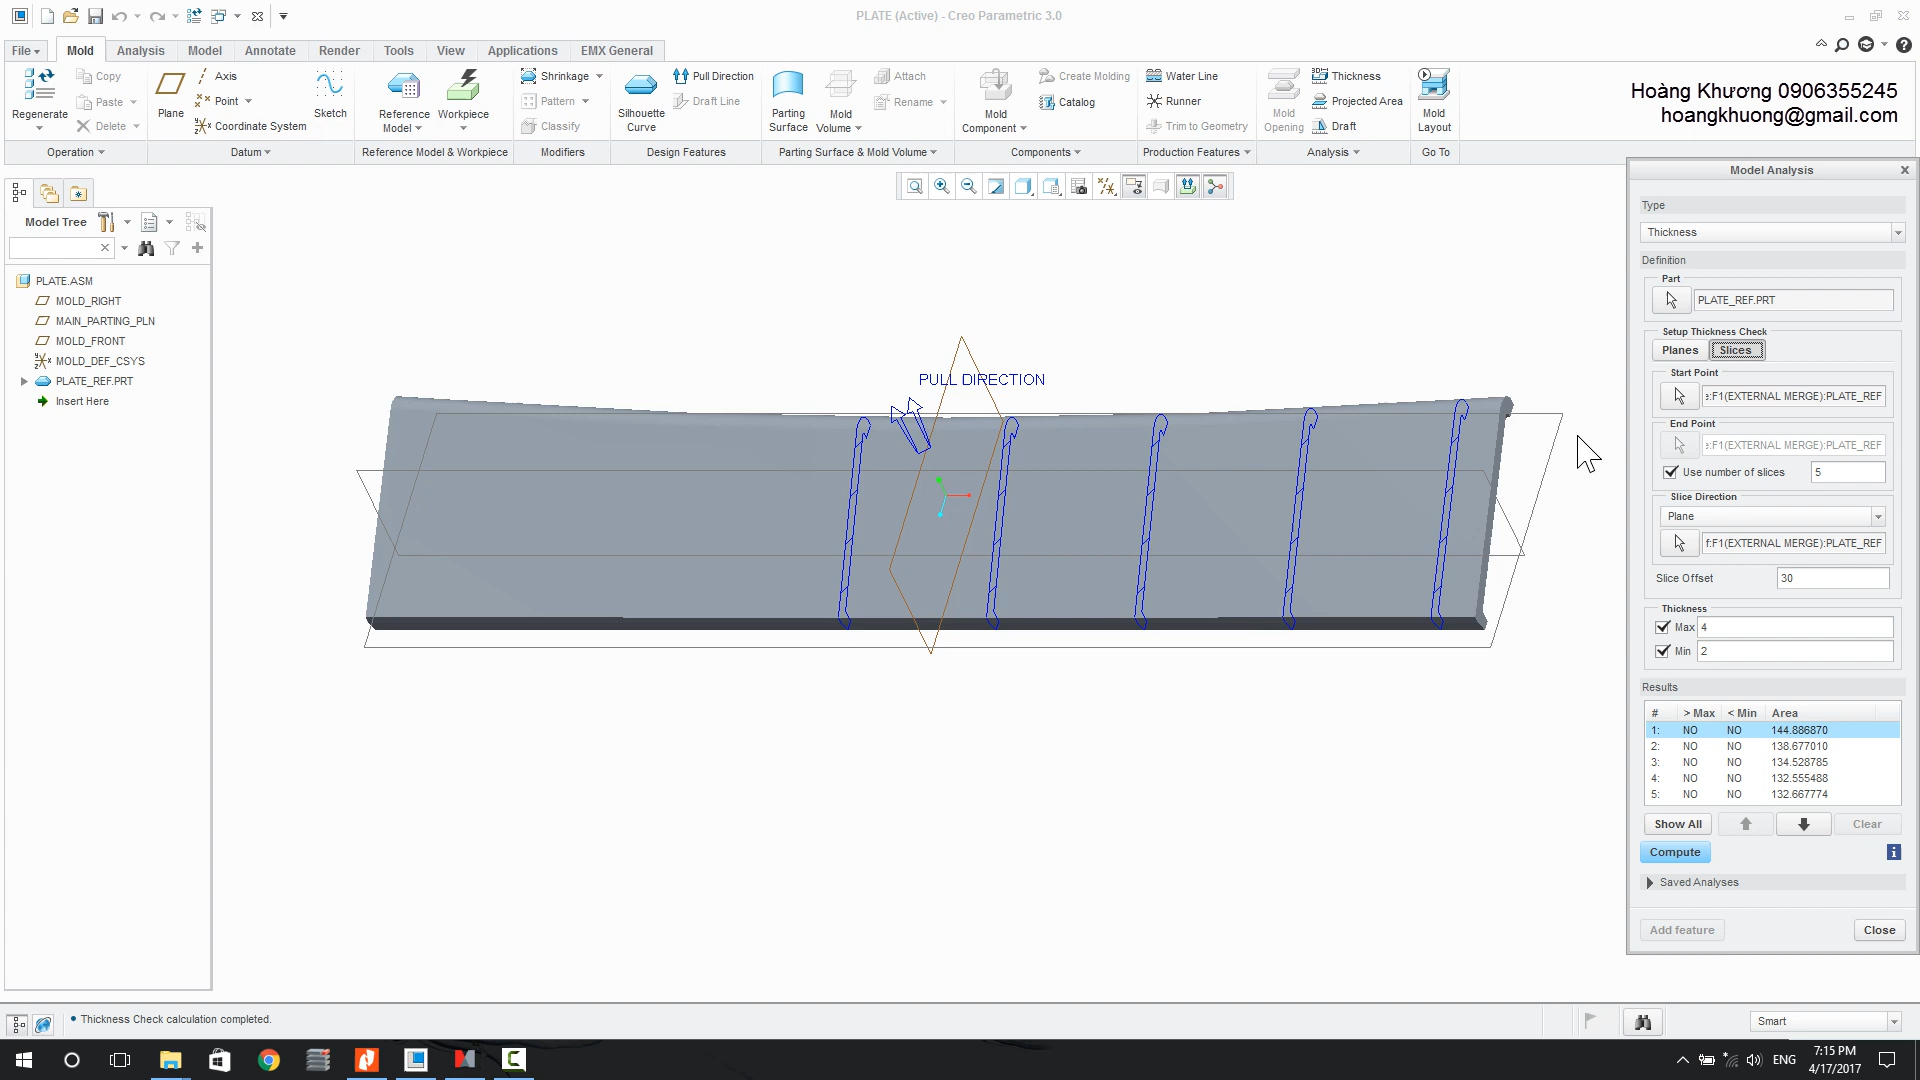 PLATE (Active) - Creo Parametric 3.0
File Mold Analysis Model Annotate Render Tools View Applications EMX General
Regenerate
Copy
Paste
Delete
Operation
Plane
Axis
Point
Coordinate System
Sketch
Datum
Reference Model
Workpiece
Reference Model & Workpiece
Shrinkage
Pattern
Classify
Modifiers
Silhouette Curve
Pull Direction
Draft Line
Design Features
Parting Surface
Mold Volume
Attach
Rename
Parting Surface & Mold Volume
Mold Component
Create Molding
Catalog
Components
Water Line
Runner
Trim to Geometry
Production Features
Mold Opening
Thickness
Projected Area
Draft
Analysis
Mold Layout
Go To
Hoàng Khương 0906355245
hoangkhuong@gmail.com
Model Tree
PLATE.ASM
MOLD_RIGHT
MAIN_PARTING_PLN
MOLD_FRONT
MOLD_DEF_CSYS
PLATE_REF.PRT
Insert Here
PULL DIRECTION
Model Analysis
Type
Thickness
Definition
Part
PLATE_REF.PRT
Setup Thickness Check
Planes Slices
Start Point
:F1(EXTERNAL MERGE):PLATE_REF
End Point
:F1(EXTERNAL MERGE):PLATE_REF
Use number of slices 5
Slice Direction
Plane
f:F1(EXTERNAL MERGE):PLATE_REF
Slice Offset 30
Thickness
Max 4
Min 2
Results
# > Max < Min Area
1: NO NO 144.886870
2: NO NO 138.677010
3: NO NO 134.528785
4: NO NO 132.555488
5: NO NO 132.667774
Show All Clear
Compute
Saved Analyses
Add feature Close
Thickness Check calculation completed.
Smart
ENG
7:15 PM
4/17/2017